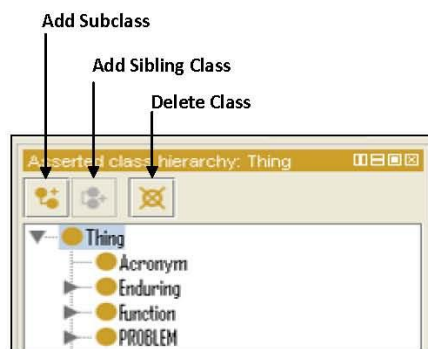 Add Subclass
Add Sibling Class
Delete Class
Asserted class hierarchy: Thing
Thing
Acronym
Enduring
Function
PROBLEM